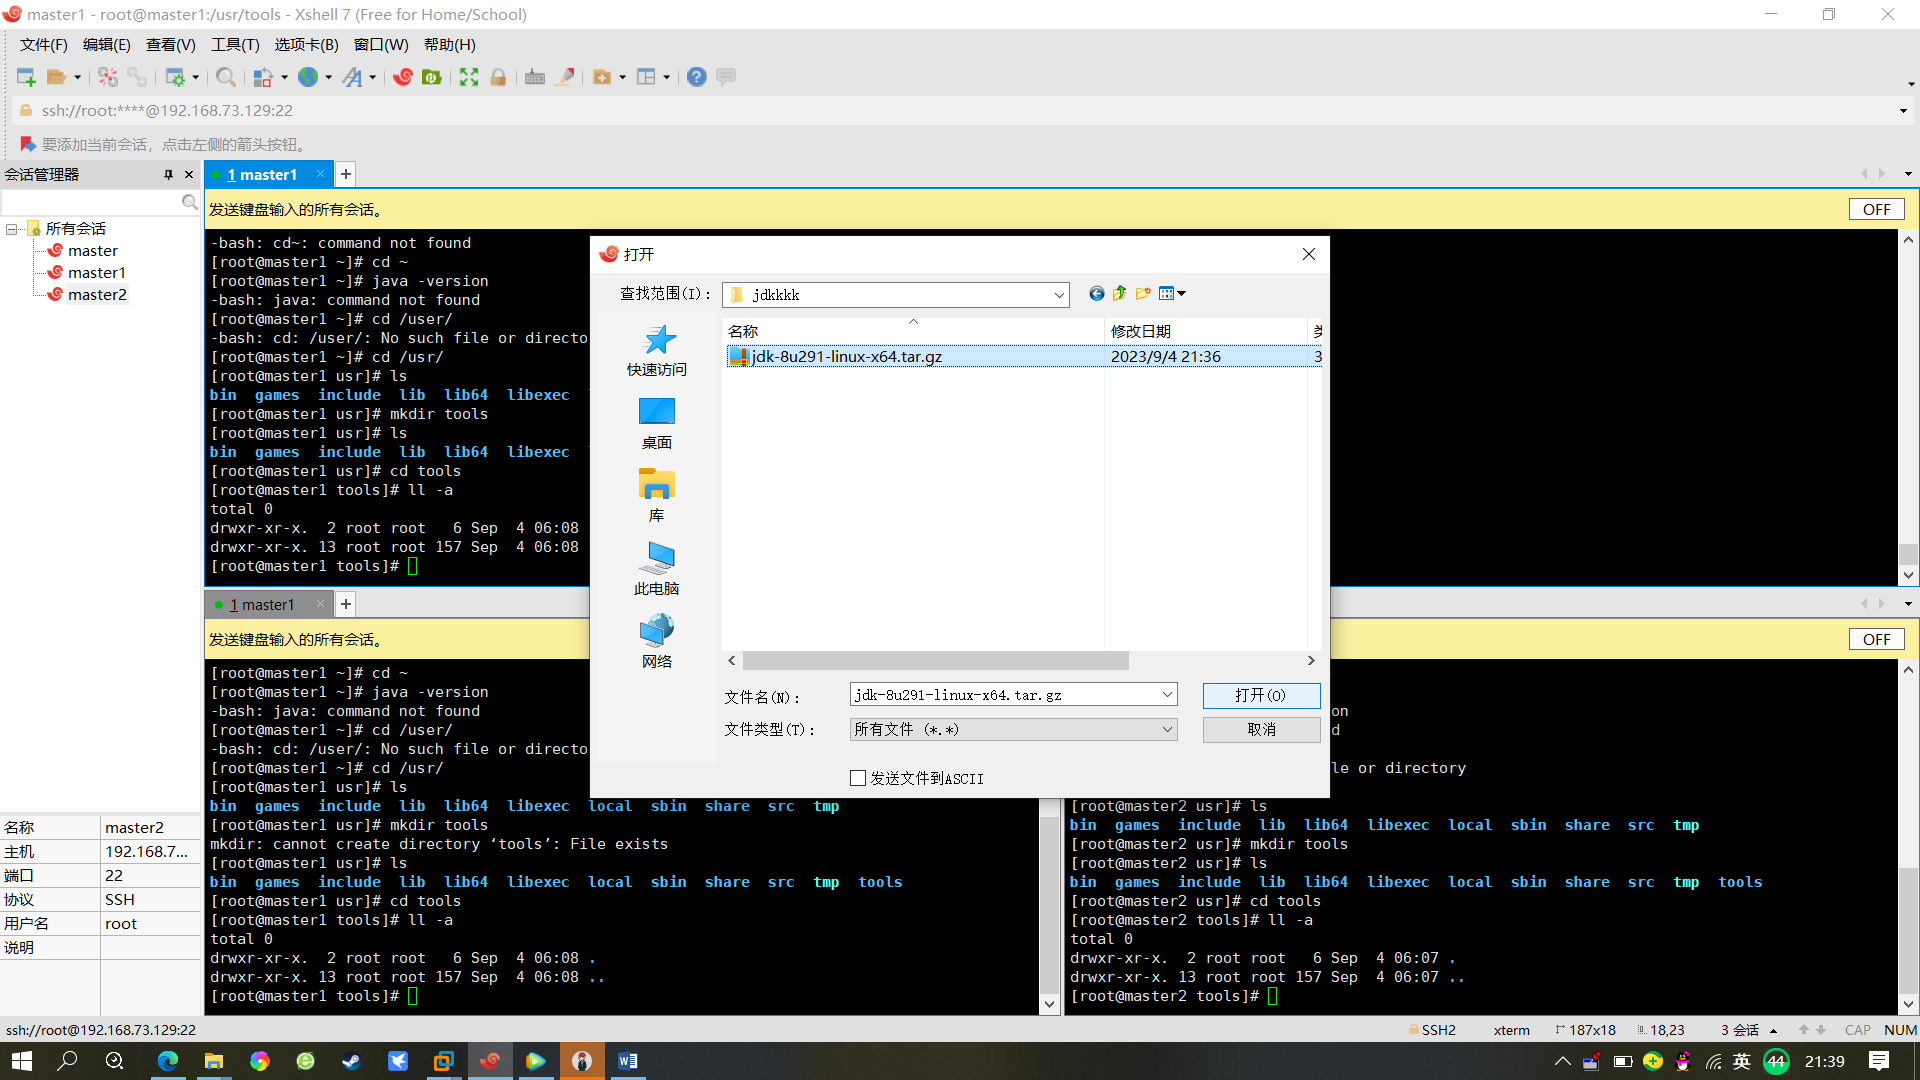 master1 - root@master1:/usr/tools - Xshell 7 (Free for Home/School)
文件(F) 编辑(E) 查看(V) 工具(T) 选项卡(B) 窗口(W) 帮助(H)
ssh://root:****@192.168.73.129:22
要添加当前会话，点击左侧的箭头按钮。
会话管理器
所有会话
master
master1
master2
名称 master2
主机 192.168.7...
端口 22
协议 SSH
用户名 root
说明
1 master1
发送键盘输入的所有会话。
OFF
-bash: cd~: command not found
[root@master1 ~]# cd ~
[root@master1 ~]# java -version
-bash: java: command not found
[root@master1 ~]# cd /user/
-bash: cd: /user/: No such file or directo
[root@master1 ~]# cd /usr/
[root@master1 usr]# ls
bin games include lib lib64 libexec
[root@master1 usr]# mkdir tools
[root@master1 usr]# ls
bin games include lib lib64 libexec
[root@master1 usr]# cd tools
[root@master1 tools]# ll -a
total 0
drwxr-xr-x. 2 root root 6 Sep 4 06:08
drwxr-xr-x. 13 root root 157 Sep 4 06:08
[root@master1 tools]#
打开
查找范围(I)：
jdkkkk
名称 修改日期
jdk-8u291-linux-x64.tar.gz 2023/9/4 21:36 3
快速访问
桌面
库
此电脑
网络
文件名(N)：
jdk-8u291-linux-x64.tar.gz
打开(O)
文件类型(T)：
所有文件 (*.*)
取消
发送文件到ASCII
1 master1
发送键盘输入的所有会话。
[root@master1 ~]# cd ~
[root@master1 ~]# java -version
-bash: java: command not found
[root@master1 ~]# cd /user/
-bash: cd: /user/: No such file or directo
[root@master1 ~]# cd /usr/
[root@master1 usr]# ls
bin games include lib lib64 libexec local sbin share src tmp
[root@master1 usr]# mkdir tools
mkdir: cannot create directory ‘tools’: File exists
[root@master1 usr]# ls
bin games include lib lib64 libexec local sbin share src tmp tools
[root@master1 usr]# cd tools
[root@master1 tools]# ll -a
total 0
drwxr-xr-x. 2 root root 6 Sep 4 06:08 .
drwxr-xr-x. 13 root root 157 Sep 4 06:08 ..
[root@master1 tools]#
OFF
on
d
le or directory
[root@master2 usr]# ls
bin games include lib lib64 libexec local sbin share src tmp
[root@master2 usr]# mkdir tools
[root@master2 usr]# ls
bin games include lib lib64 libexec local sbin share src tmp tools
[root@master2 usr]# cd tools
[root@master2 tools]# ll -a
total 0
drwxr-xr-x. 2 root root 6 Sep 4 06:07 .
drwxr-xr-x. 13 root root 157 Sep 4 06:07 ..
[root@master2 tools]#
ssh://root@192.168.73.129:22
SSH2 xterm 187x18 18,23 3 会话 CAP NUM
英 44 21:39